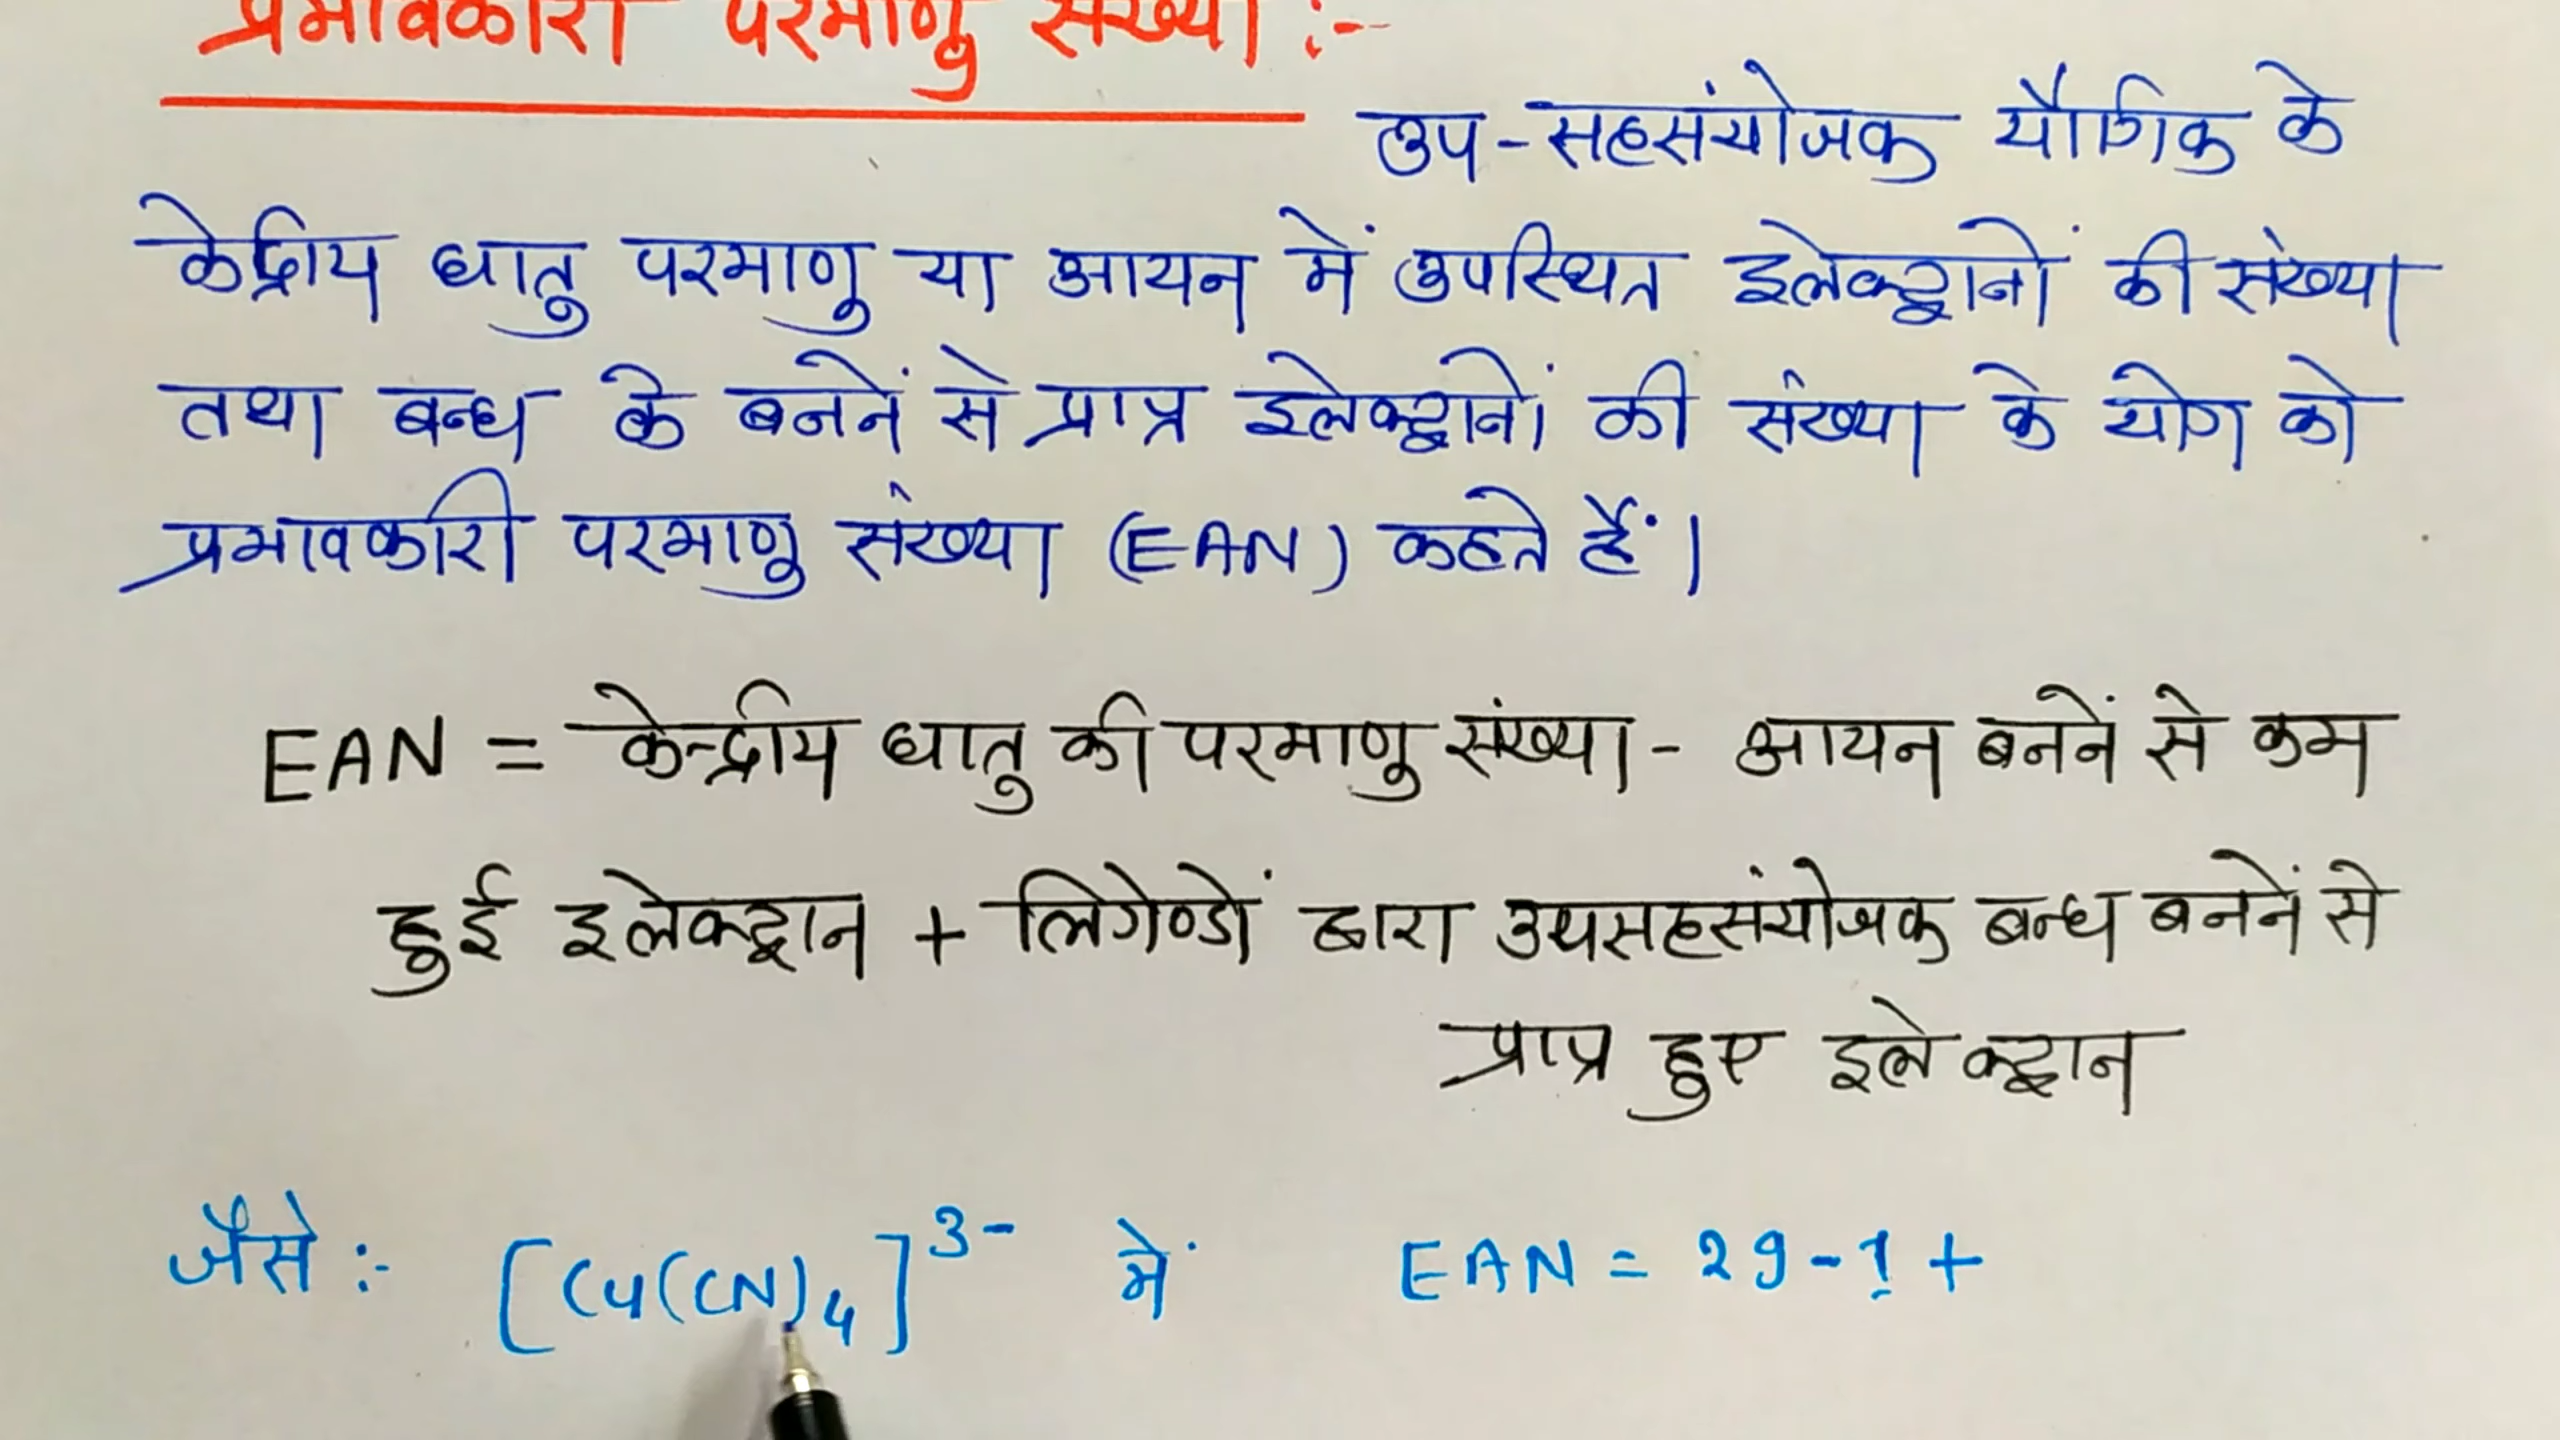 प्रभावकारी परमाणु संख्या :-
उप-सहसंयोजक यौगिक के
केंद्रीय धातु परमाणु या आयन में उपस्थित इलेक्ट्रानों की संख्या
तथा बन्ध के बननें से प्राप्त इलेक्ट्रानों की संख्या के योग को
प्रभावकारी परमाणु संख्या (EAN) कहते हैं।
EAN = केन्द्रीय धातु की परमाणु संख्या - आयन बननें से कम
हुई इलेक्ट्रान + लिगेण्डों द्वारा उपसहसंयोजक बन्ध बननें से
प्राप्त हुए इलेक्ट्रान
जैसे :- [Cu(CN)4]3- में EAN = 29-1+